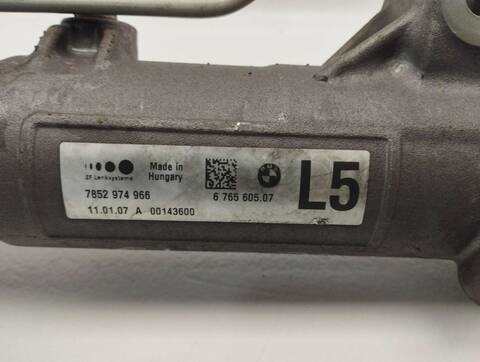 ZF Lenksysteme
Made in
Hungary
L5
7852 974 966
6 765 605.07
11.01.07 A 00143600